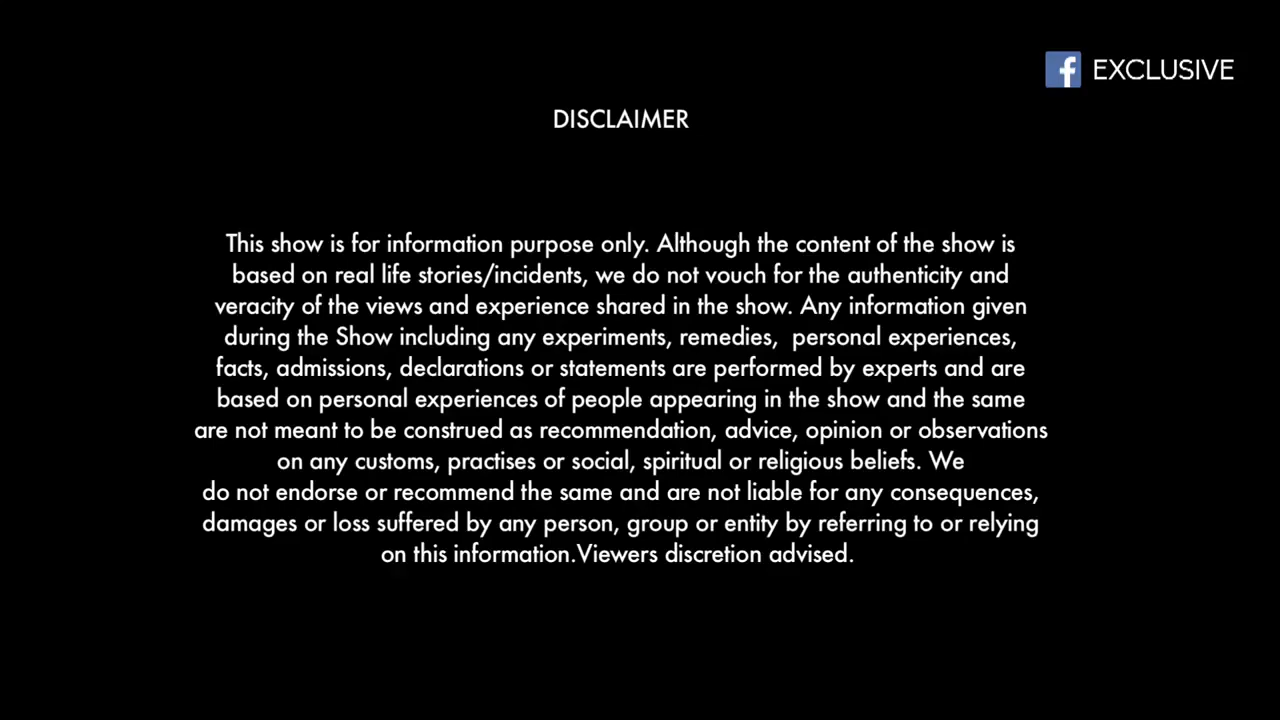 EXCLUSIVE
DISCLAIMER
This show is for information purpose only. Although the content of the show is
based on real life stories/incidents, we do not vouch for the authenticity and
veracity of the views and experience shared in the show. Any information given
during the Show including any experiments, remedies,  personal experiences,
facts, admissions, declarations or statements are performed by experts and are
based on personal experiences of people appearing in the show and the same
are not meant to be construed as recommendation, advice, opinion or observations
on any customs, practises or social, spiritual or religious beliefs. We
do not endorse or recommend the same and are not liable for any consequences,
damages or loss suffered by any person, group or entity by referring to or relying
on this information.Viewers discretion advised.